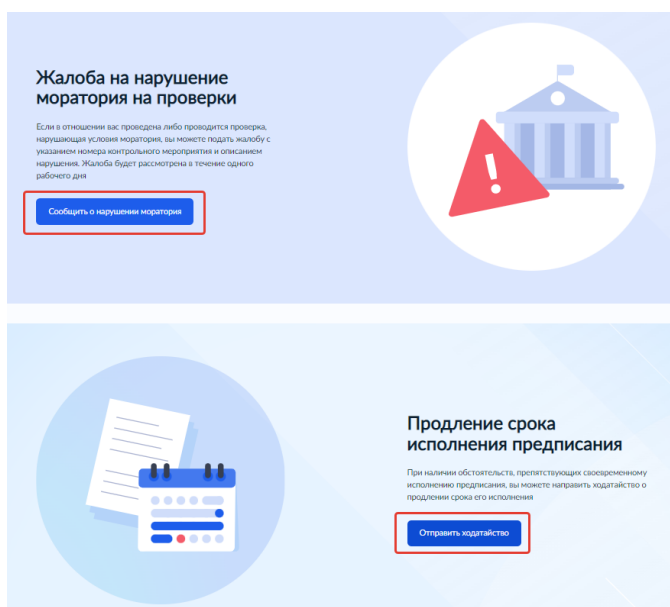 Жалоба на нарушение
моратория на проверки
Если в отношении вас проведена либо проводится проверка,
нарушающая условия моратория, вы можете подать жалобу с
указанием номера контрольного мероприятия и описанием
нарушения. Жалоба будет рассмотрена в течение одного
рабочего дня
Сообщить о нарушении моратория
Продление срока
исполнения предписания
При наличии обстоятельств, препятствующих своевременному
исполнению предписания, вы можете направить ходатайство о
продлении срока его исполнения
Отправить ходатайство